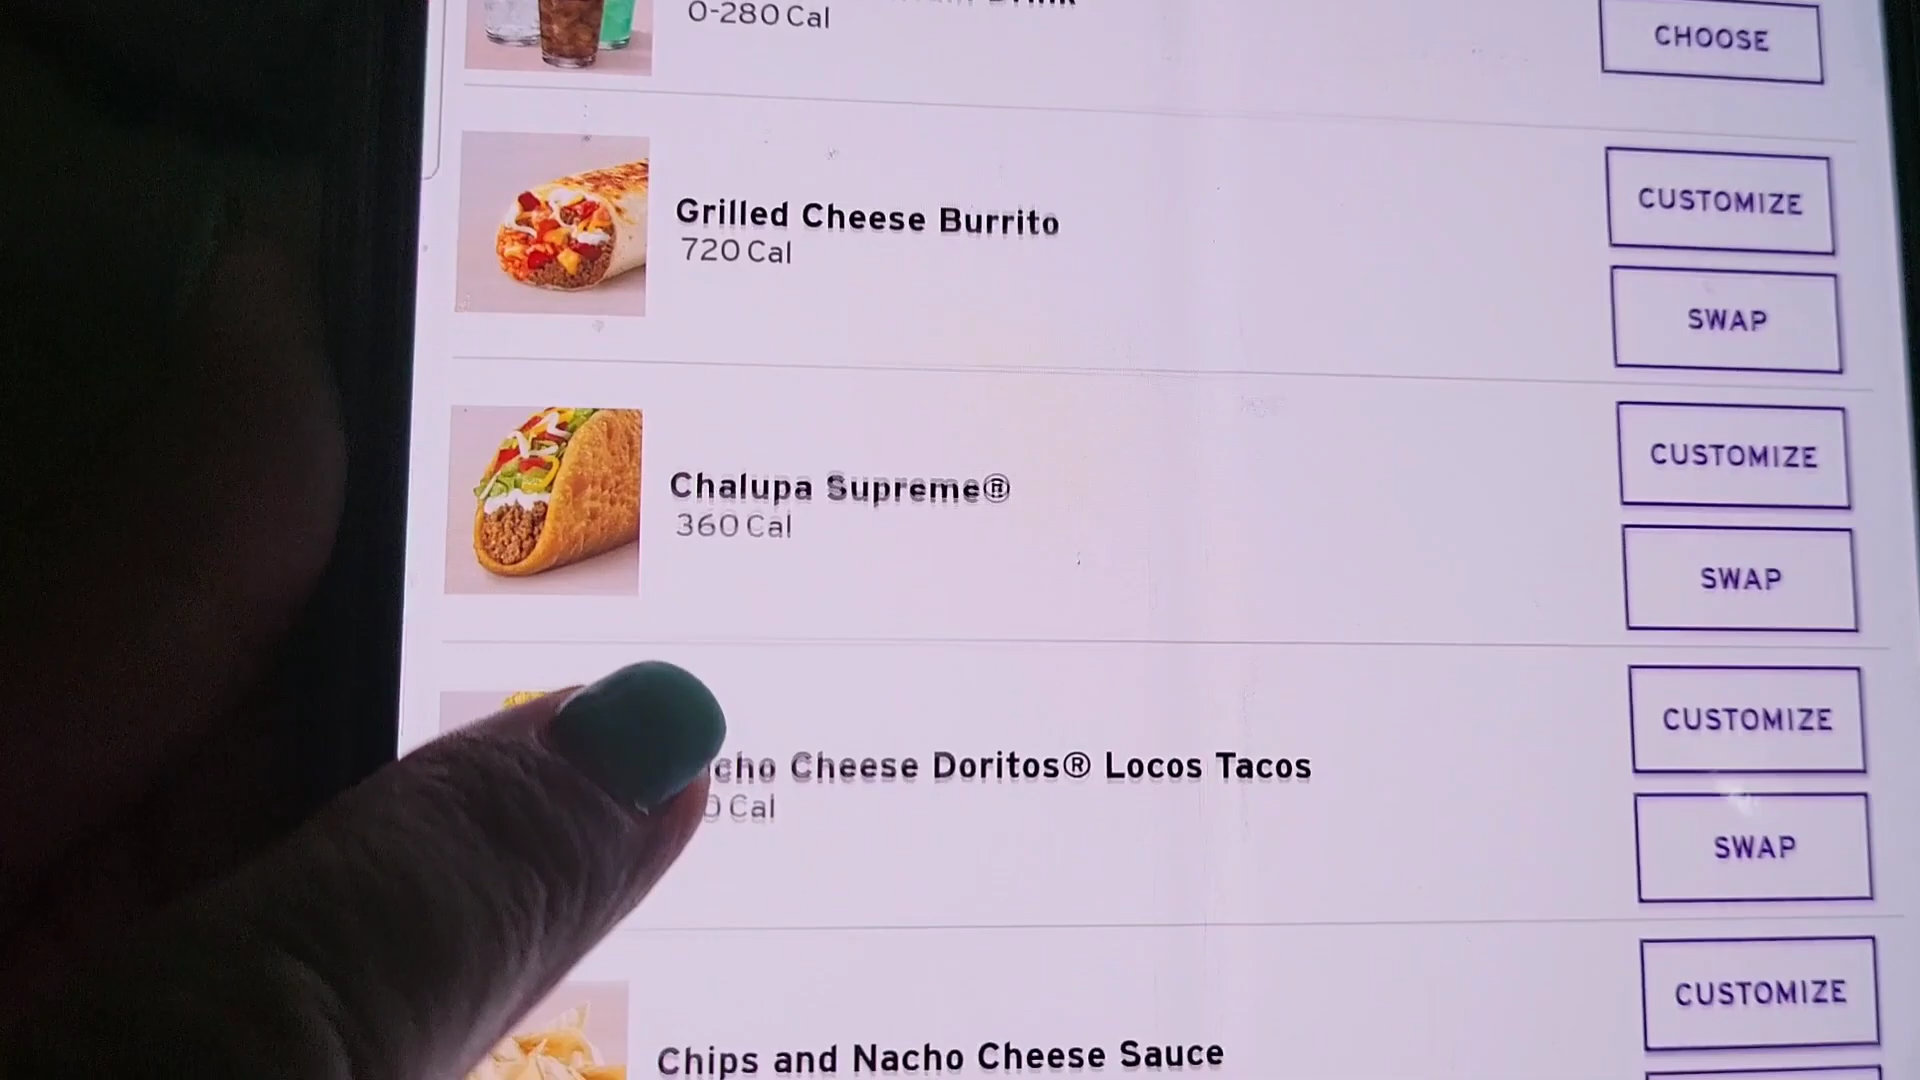 0-280 Cal
CHOOSE
Grilled Cheese Burrito
720 Cal
CUSTOMIZE
SWAP
Chalupa Supreme®
360 Cal
CUSTOMIZE
SWAP
Cheese Doritos® Locos Tacos
Cal
CUSTOMIZE
SWAP
Chips and Nacho Cheese Sauce
CUSTOMIZE